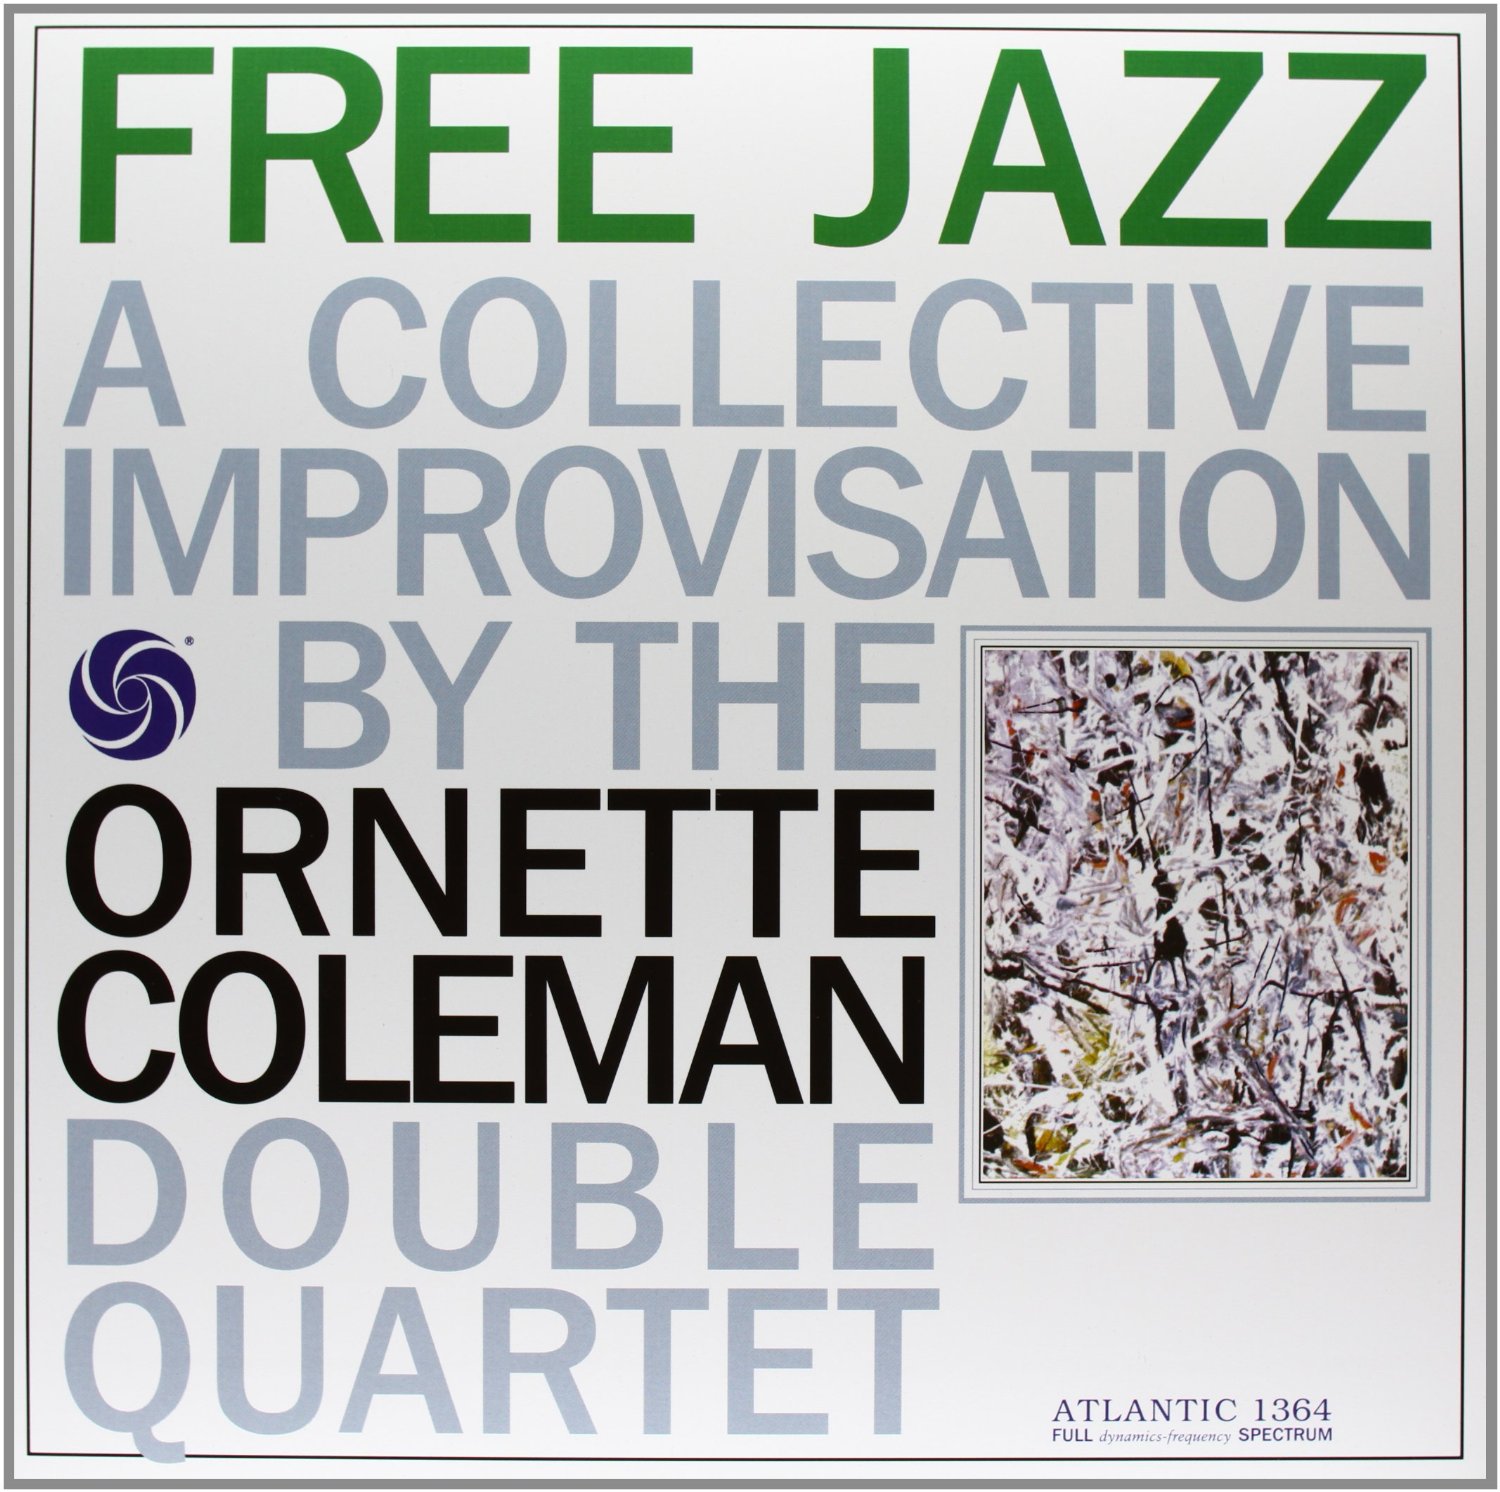 FREE JAZZ
A COLLECTIVE
IMPROVISATION
®
BY THE
ORNETTE
COLEMAN
DOUBLE
QUARTET
ATLANTIC 1364
FULL dynamics-frequency SPECTRUM